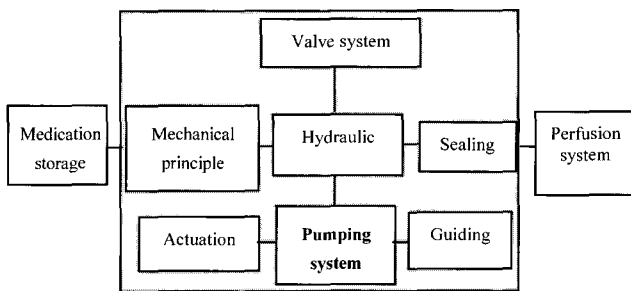 Valve system
Medication
storage
Mechanical
principle
Hydraulic
Sealing
Perfusion
system
Actuation
Pumping
system
Guiding